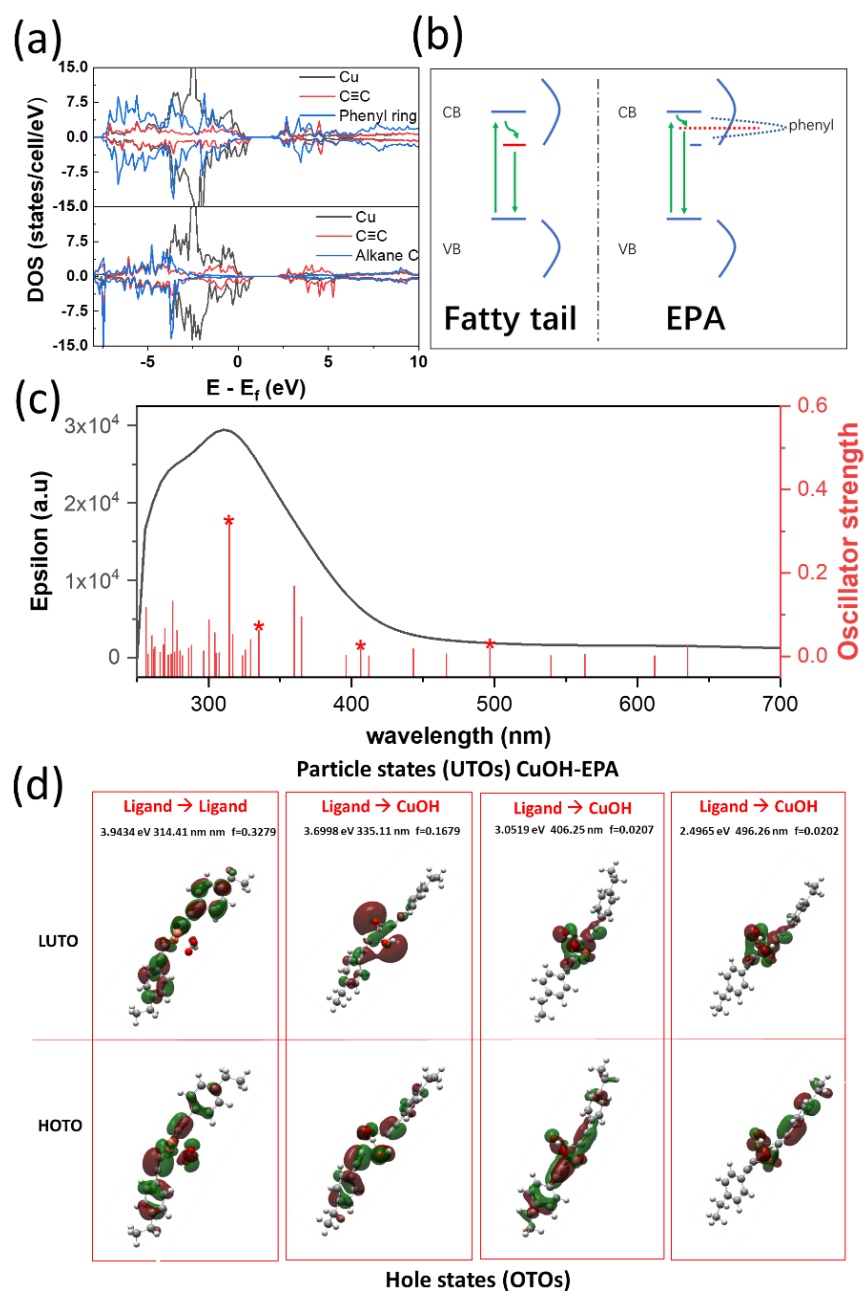 (a)
15.0
7.5
0.0
-7.5
-15.0
Cu
C≡C
Phenyl ring
7.5
0.0
-7.5
-15.0
Cu
C≡C
Alkane C
DOS (states/cell/eV)
-5
0
5
10
E - Ef (eV)
(b)
CB
VB
Fatty tail
CB
phenyl
VB
EPA
(c)
3x10⁴
2x10⁴
1x10⁴
0
Epsilon (a.u)
0.6
0.4
0.2
0.0
Oscillator strength
*
*
*
*
300
400
500
600
700
wavelength (nm)
Particle states (UTOs) CuOH-EPA
(d)
Ligand → Ligand
3.9434 eV 314.41 nm nm f=0.3279
Ligand → CuOH
3.6998 eV 335.11 nm f=0.1679
Ligand → CuOH
3.0519 eV 406.25 nm f=0.0207
Ligand → CuOH
2.4965 eV 496.26 nm f=0.0202
LUTO
HOTO
Hole states (OTOs)